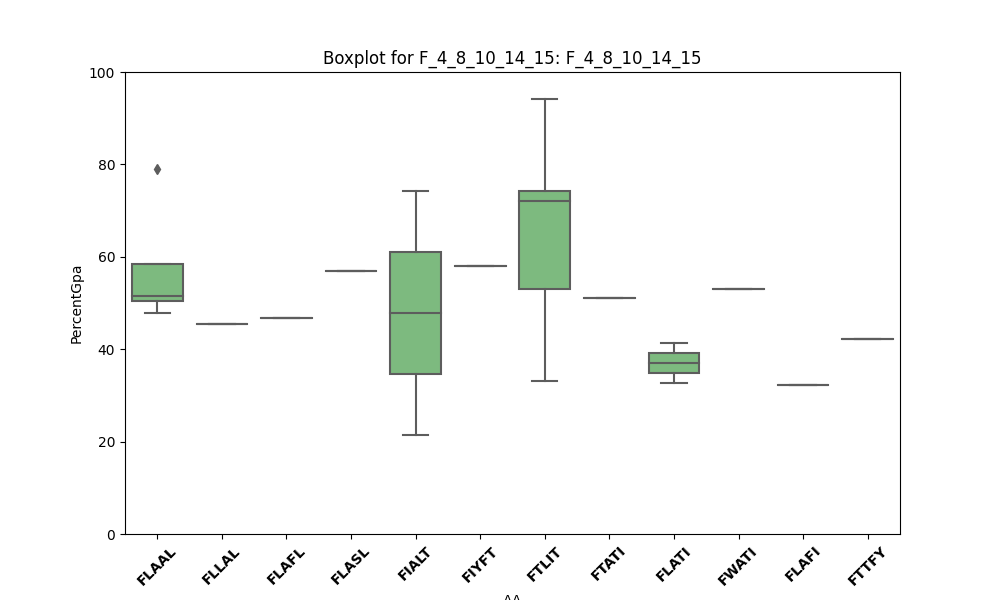 Boxplot for F_4_8_10_14_15: F_4_8_10_14_15
PercentGpa
100
80
60
40
20
0
FLAAL
FLLAL
FLAFL
FLASL
FIALT
FIYFT
FTLIT
FTATI
FLATI
FWATI
FLAFI
FTTFY
AA